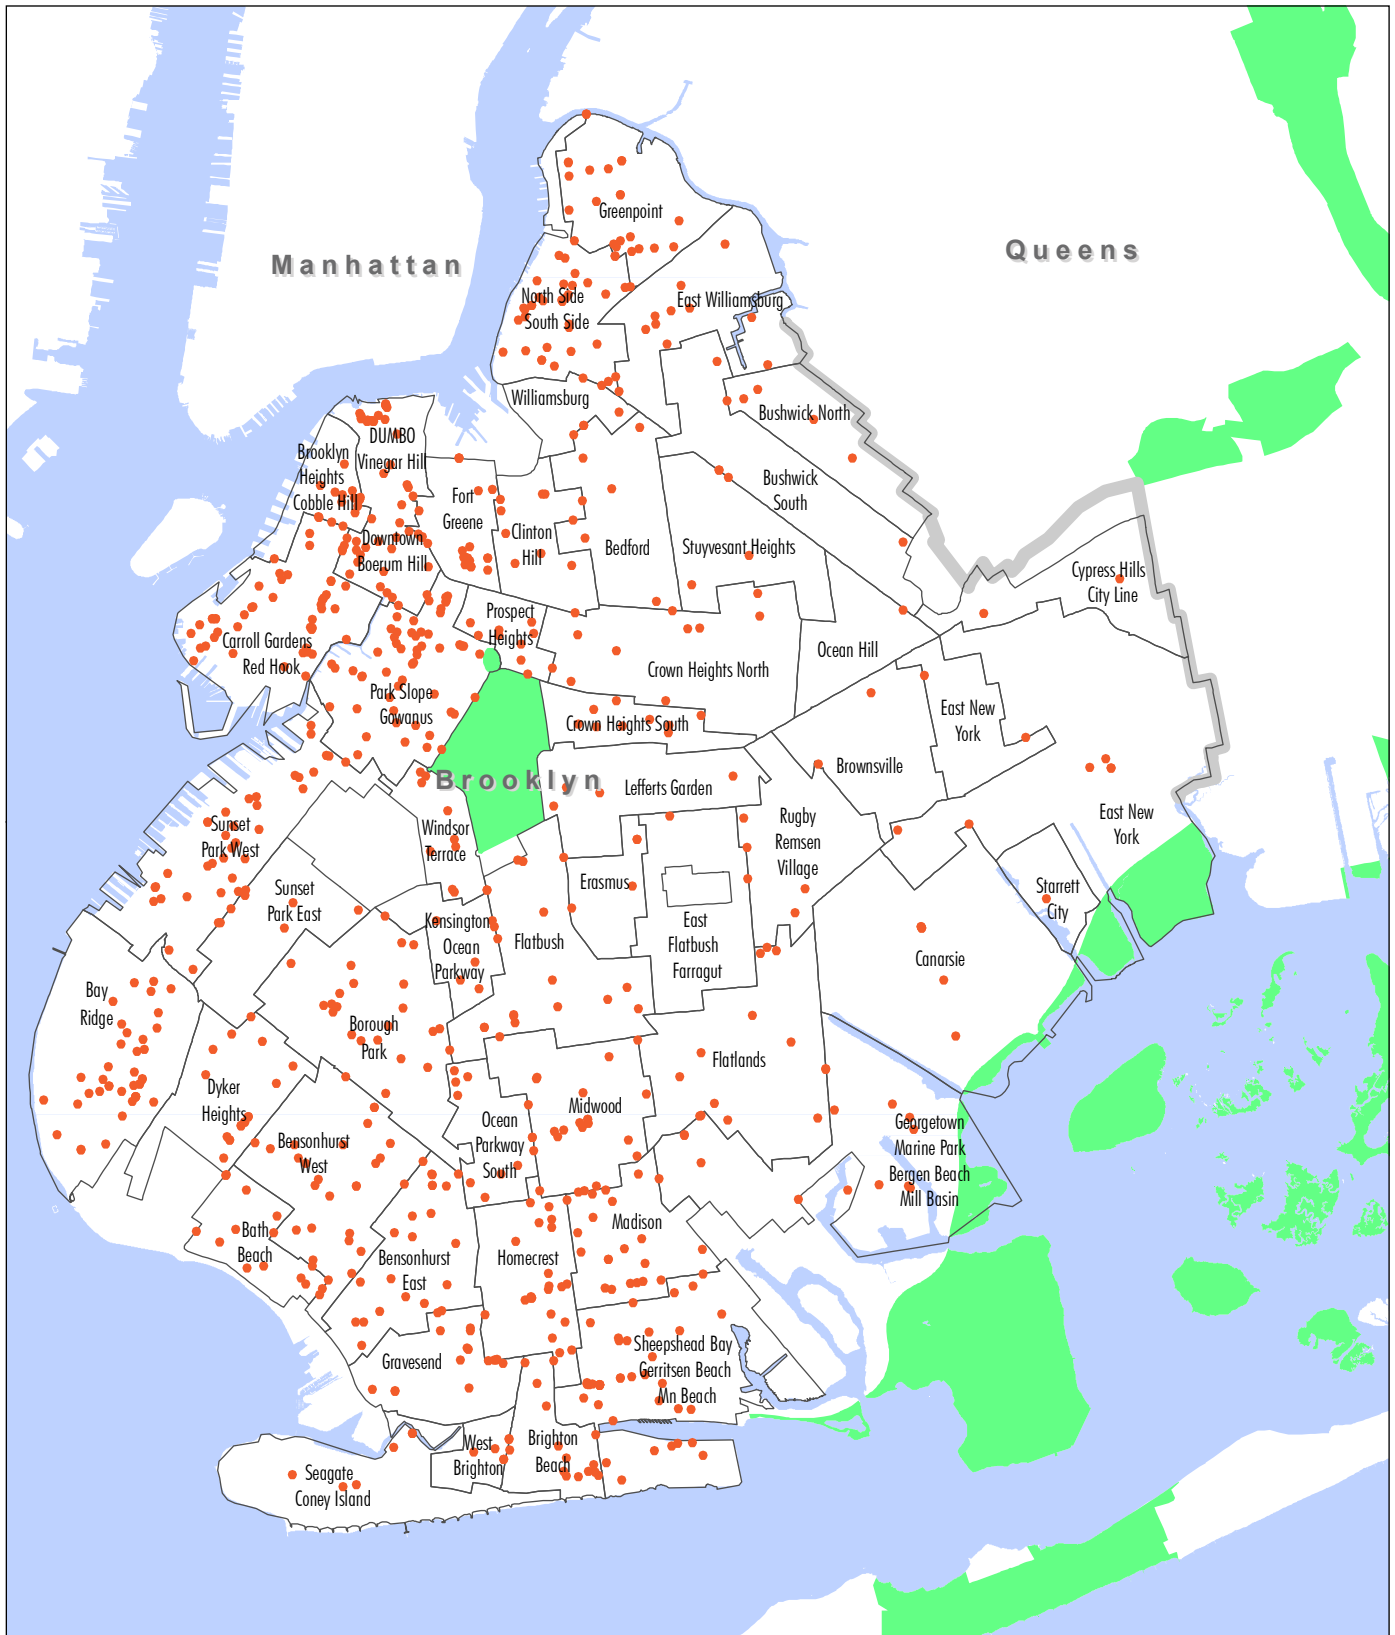 Manhattan
Queens
Greenpoint
North Side
South Side
East Williamsburg
Williamsburg
Bushwick North
DUMBO
Vinegar Hill
Brooklyn
Heights
Cobble Hill
Fort
Greene
Clinton
Hill
Bedford
Bushwick
South
Stuyvesant Heights
Downtown
Boerum Hill
Cypress Hills
City Line
Prospect
Heights
Carroll Gardens
Red Hook
Crown Heights North
Ocean Hill
Park Slope
Gowanus
Crown Heights South
East New
York
Brooklyn
Lefferts Garden
Brownsville
Rugby
Remsen
Village
East New
York
Sunset
Park West
Windsor
Terrace
Sunset
Park East
Erasmus
Starrett
City
Kensington
Ocean
Parkway
Flatbush
East
Flatbush
Farragut
Canarsie
Bay
Ridge
Borough
Park
Flatlands
Dyker
Heights
Midwood
Ocean
Parkway
South
Georgetown
Marine Park
Bergen Beach
Mill Basin
Bensonhurst
West
Bath
Beach
Madison
Homecrest
Bensonhurst
East
Sheepshead Bay
Gerritsen Beach
Mn Beach
Gravesend
West
Brighton
Brighton
Beach
Seagate
Coney Island